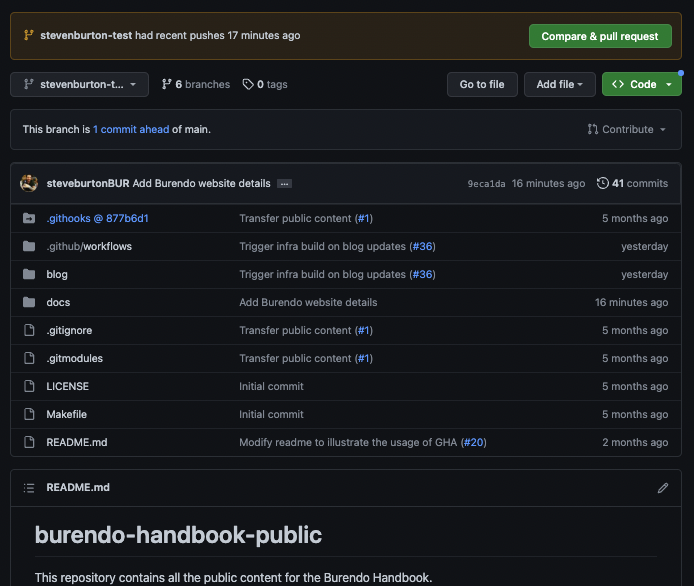 stevenburton-test had recent pushes 17 minutes ago Compare & pull request
stevenburton-t... 6 branches 0 tags Go to file Add file Code
This branch is 1 commit ahead of main. Contribute
steveburtonBUR Add Burendo website details ... 9eca1da 16 minutes ago 41 commits
.githooks @ 877b6d1 Transfer public content (#1) 5 months ago
.github/workflows Trigger infra build on blog updates (#36) yesterday
blog Trigger infra build on blog updates (#36) yesterday
docs Add Burendo website details 16 minutes ago
.gitignore Transfer public content (#1) 5 months ago
.gitmodules Transfer public content (#1) 5 months ago
LICENSE Initial commit 5 months ago
Makefile Initial commit 5 months ago
README.md Modify readme to illustrate the usage of GHA (#20) 2 months ago
README.md
burendo-handbook-public
This repository contains all the public content for the Burendo Handbook.